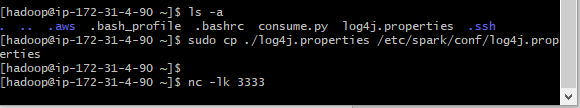 [hadoop@ip-172-31-4-90 ~]$ ls -a
. .. .aws .bash_profile .bashrc consume.py log4j.properties .ssh
[hadoop@ip-172-31-4-90 ~]$ sudo cp ./log4j.properties /etc/spark/conf/log4j.prop
erties
[hadoop@ip-172-31-4-90 ~]$
[hadoop@ip-172-31-4-90 ~]$ nc -lk 3333